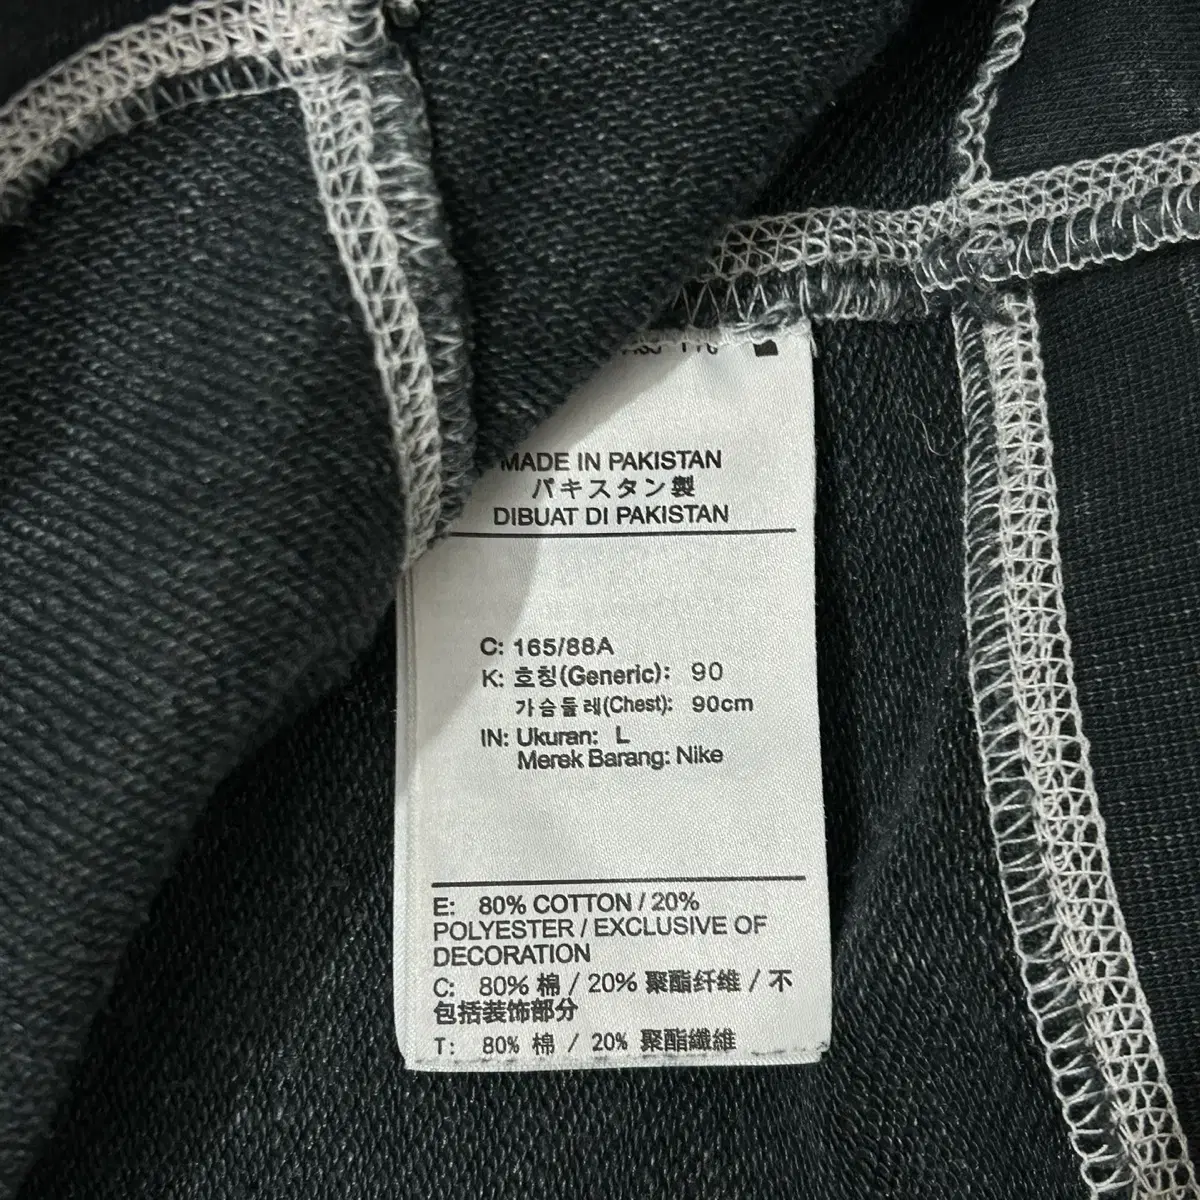 MADE IN PAKISTAN
パキスタン製
DIBUAT DI PAKISTAN
C: 165/88A
K: 호칭(Generic): 90
가슴둘레(Chest): 90cm
IN: Ukuran: L
Merek Barang: Nike
E: 80% COTTON / 20%
POLYESTER / EXCLUSIVE OF
DECORATION
C: 80% 棉 / 20% 聚酯纤维 / 不
包括装饰部分
T: 80% 棉 / 20% 聚酯纖維